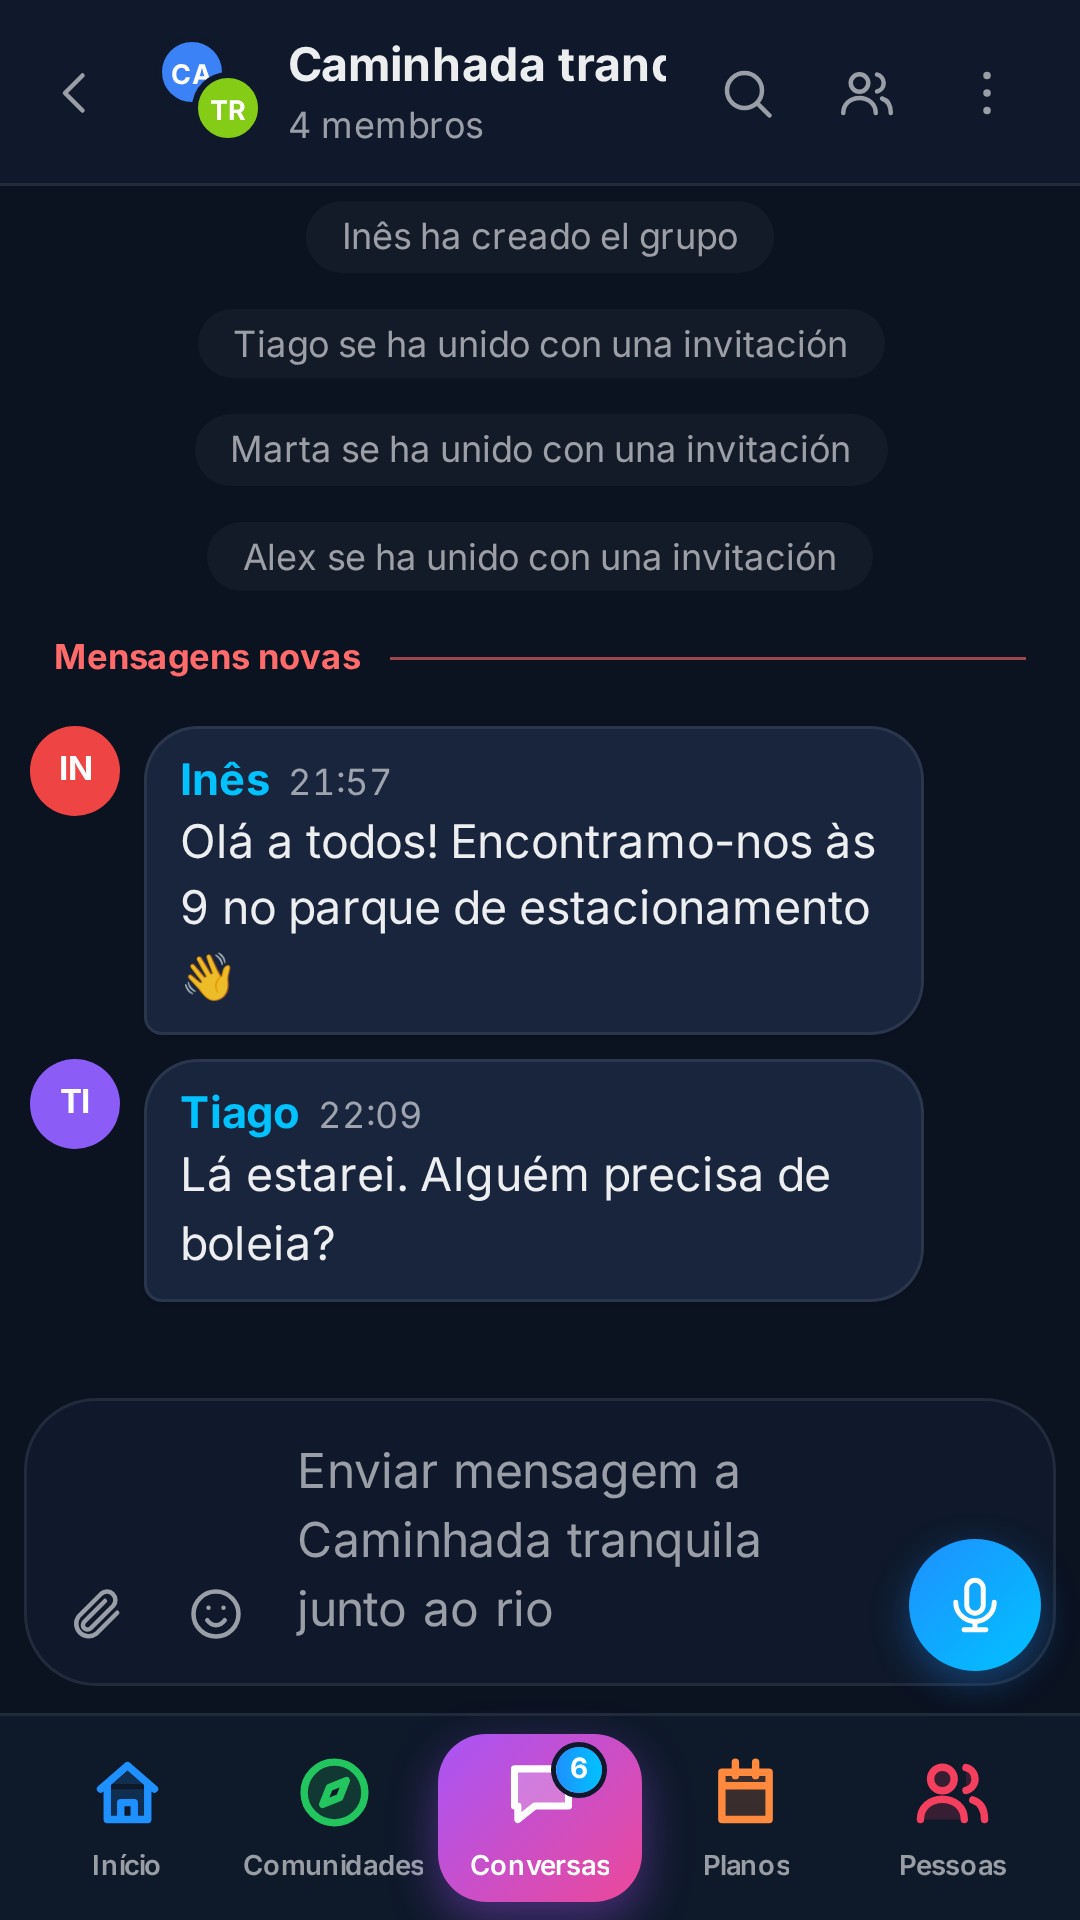 CA
TR
Caminhada tranq
4 membros
Inês ha creado el grupo
Tiago se ha unido con una invitación
Marta se ha unido con una invitación
Alex se ha unido con una invitación
Mensagens novas
IN
Inês 21:57
Olá a todos! Encontramo-nos às
9 no parque de estacionamento
👋
TI
Tiago 22:09
Lá estarei. Alguém precisa de
boleia?
Enviar mensagem a
Caminhada tranquila
junto ao rio
6
Início
Comunidades
Conversas
Planos
Pessoas